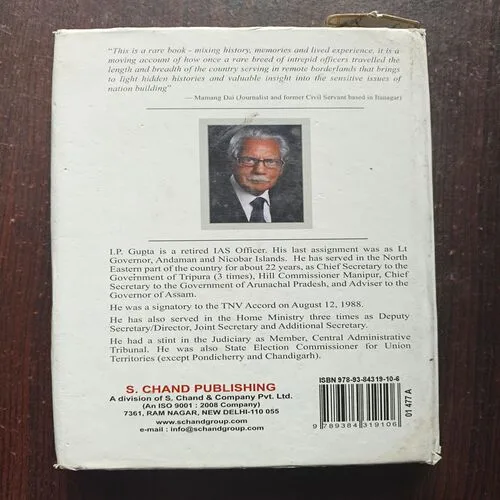 "This is a rare book - mixing history, memories and lived experience. it is a
moving account of how once a rare breed of intrepid officers travelled the
length and breadth of the country serving in remote borderlands that brings
to light hidden histories and valuable insight into the sensitive issues of
nation building"
— Mamang Dai (Journalist and former Civil Servant based in Itanagar)
I.P. Gupta is a retired IAS Officer. His last assignment was as Lt
Governor, Andaman and Nicobar Islands. He has served in the North
Eastern part of the country for about 22 years, as Chief Secretary to the
Government of Tripura (3 times), Hill Commissioner Manipur, Chief
Secretary to the Government of Arunachal Pradesh, and Adviser to the
Governor of Assam.
He was a signatory to the TNV Accord on August 12, 1988.
He has also served in the Home Ministry three times as Deputy
Secretary/Director, Joint Secretary and Additional Secretary.
He had a stint in the Judiciary as Member, Central Administrative
Tribunal. He was also State Election Commissioner for Union
Territories (except Pondicherry and Chandigarh).
S. CHAND PUBLISHING
A division of S. Chand & Company Pvt. Ltd.
(An ISO 9001 : 2008 Company)
7361, RAM NAGAR, NEW DELHI-110 055
www.schandgroup.com
e-mail : info@schandgroup.com
ISBN 978-93-84319-10-6
9 789384 319106
01 477 A